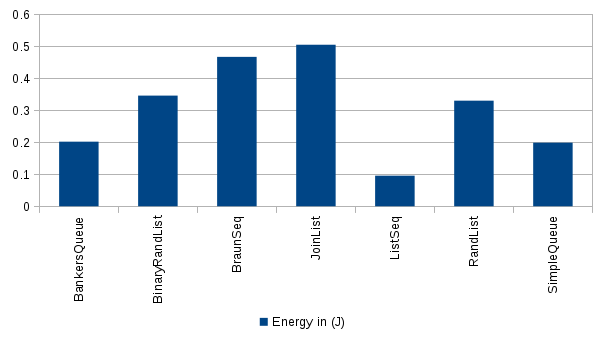 0.6
0.5
0.4
0.3
0.2
0.1
0
BankersQueue
BinaryRandList
BraunSeq
JoinList
ListSeq
RandList
SimpleQueue
Energy in (J)